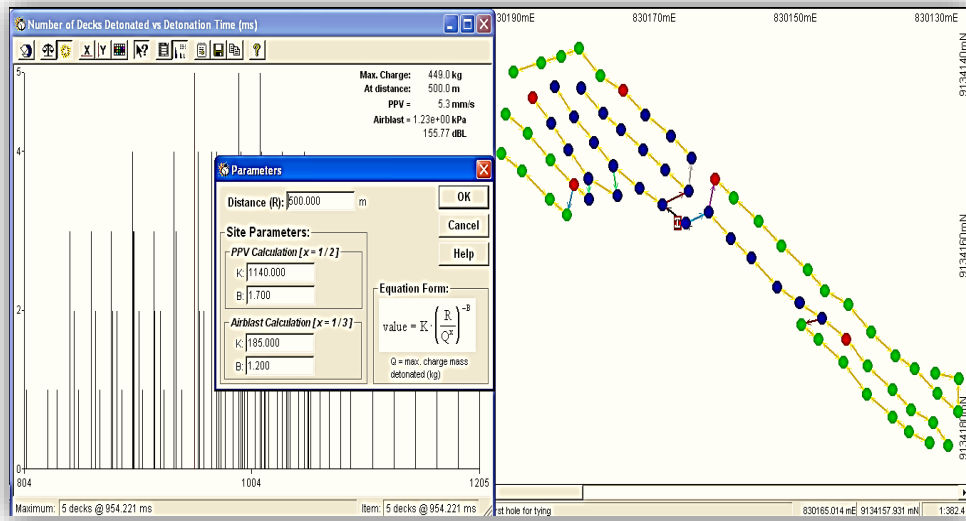 Number of Decks Detonated vs Detonation Time (ms)
X Y
?
Max. Charge: 449.0 kg
At distance: 500.0 m
PPV = 5.3 mm/s
Airblast = 1.23e+00 kPa
155.77 dBL
5
4
2
0
804 1004 1205
Maximum: 5 decks @ 954.221 ms Item: 5 decks @ 954.221 ms
Parameters
Distance (R): 500.000 m
OK
Cancel
Help
Site Parameters:
PPV Calculation [x = 1 / 2]
K: 1140.000
B: 1.700
Airblast Calculation [x = 1 / 3]
K: 185.000
B: 1.200
Equation Form:
value = K · (R / Q^x)^-B
Q = max. charge mass
detonated (kg)
830190mE 830170mE 830150mE 830130mE
9134140mN
9134160mN
9134180mN
rst hole for tying 830165.014 mE 9134157.931 mN 1:382.4